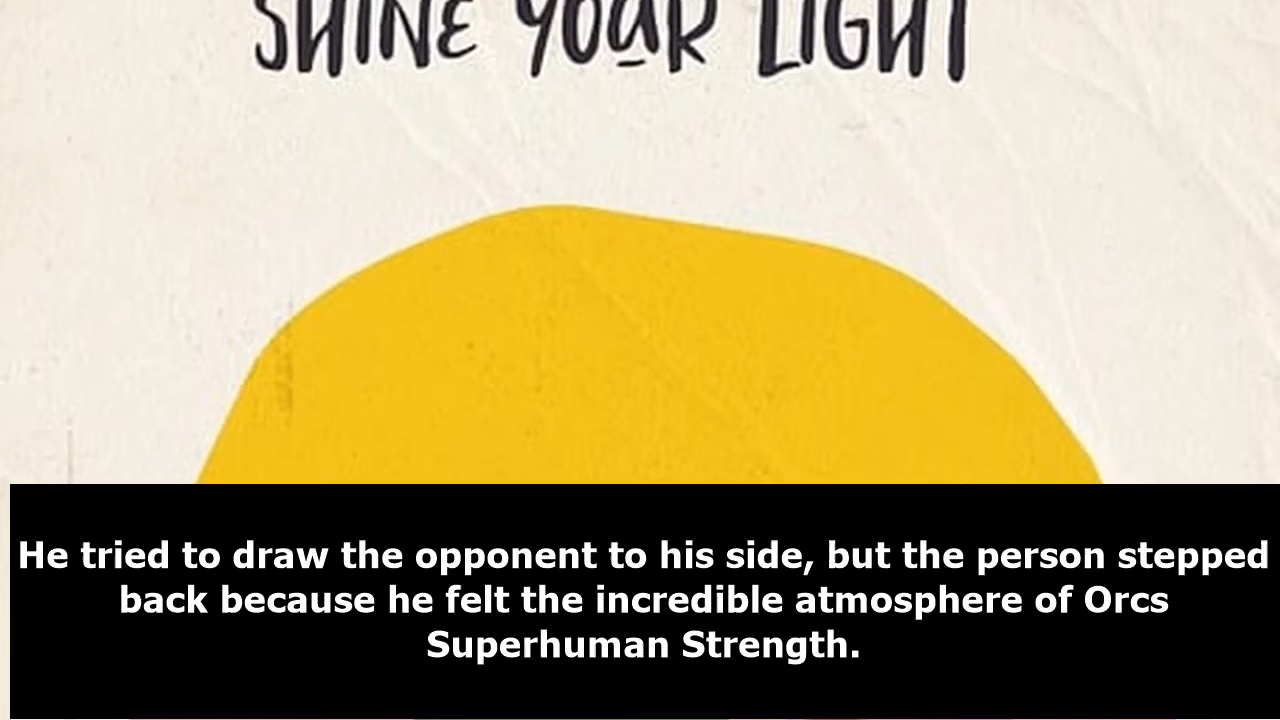 SHINE YOUR LIGHT
He tried to draw the opponent to his side, but the person stepped
back because he felt the incredible atmosphere of Orcs
Superhuman Strength.